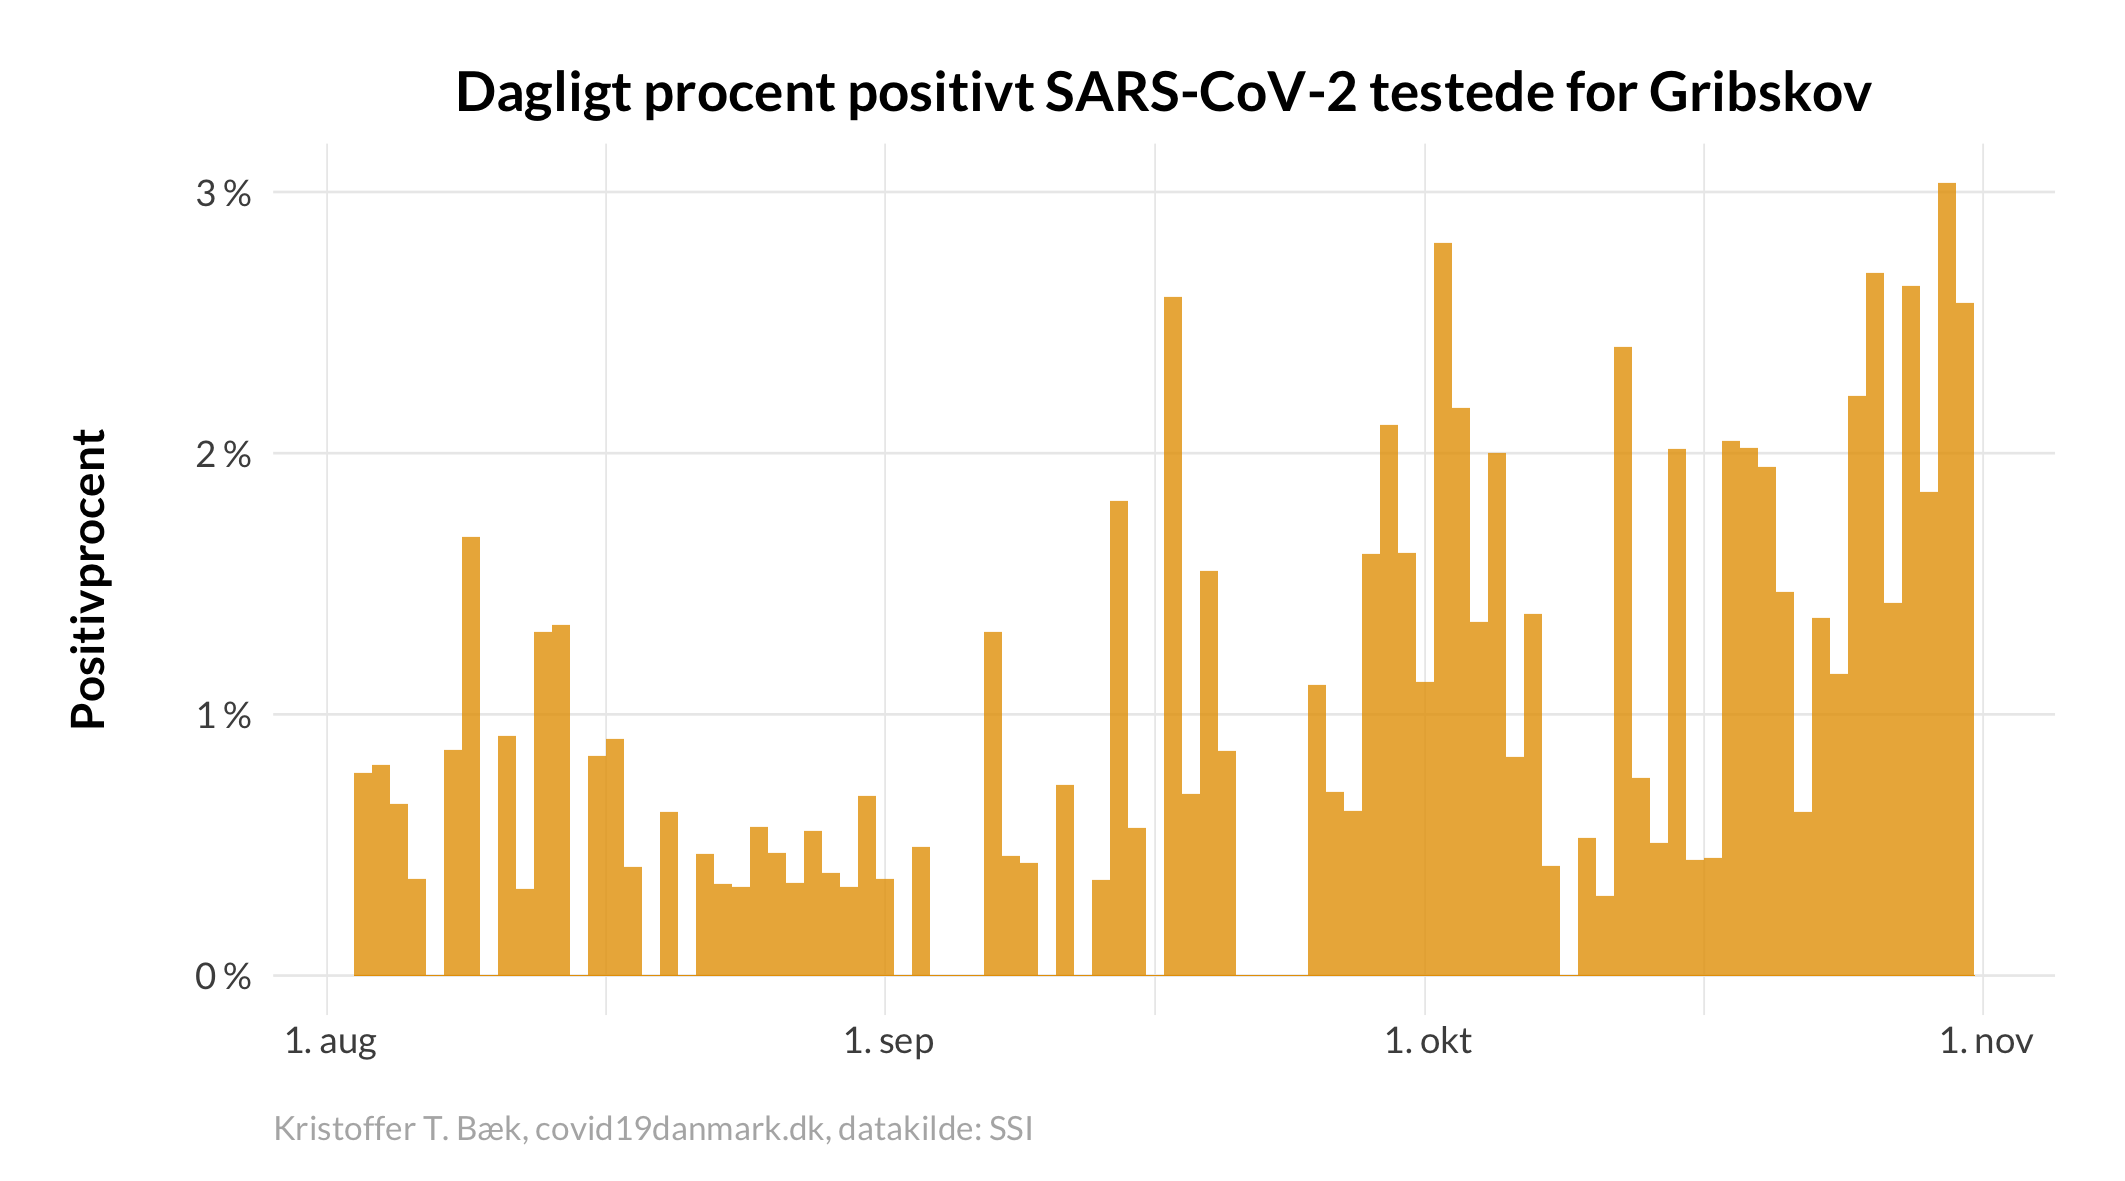 Dagligt procent positivt SARS-CoV-2 testede for Gribskov
Positivprocent
3 %
2 %
1 %
0 %
1. aug
1. sep
1. okt
1. nov
Kristoffer T. Bæk, covid19danmark.dk, datakilde: SSI